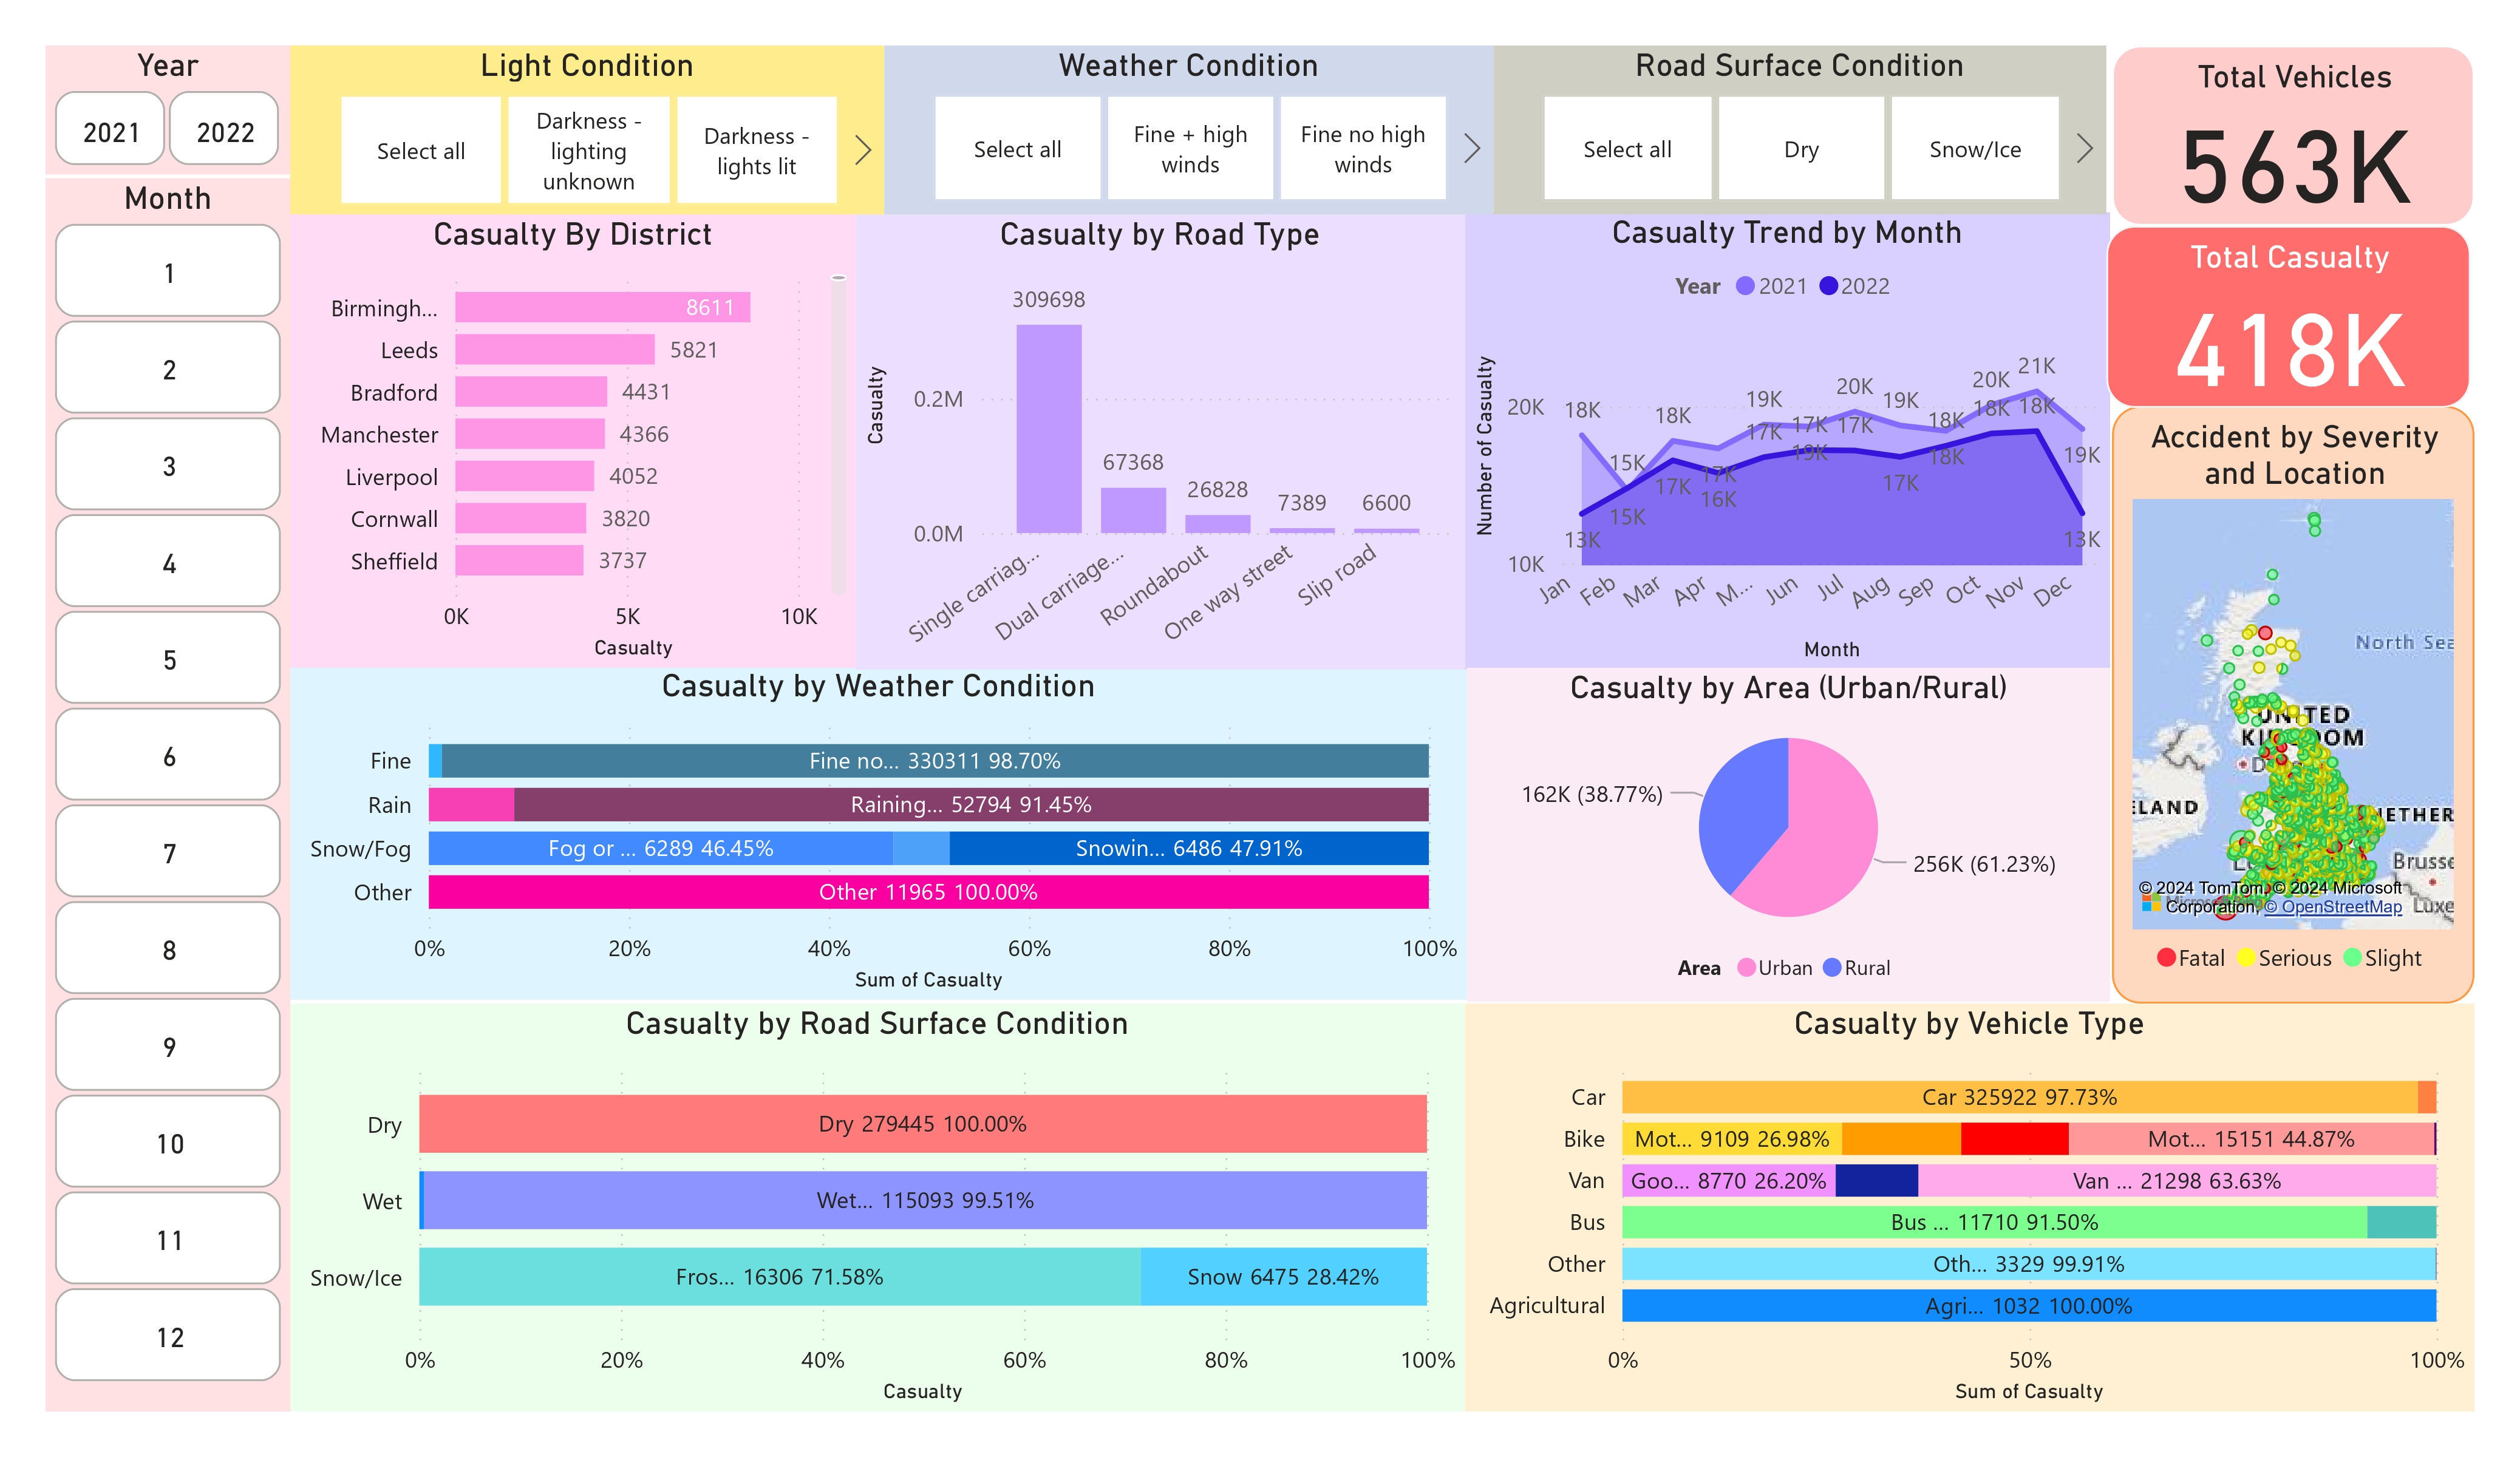 Year
2021
2022
Month
1
2
3
4
5
6
7
8
9
10
11
12
Light Condition
Select all
Darkness -
lighting
unknown
Darkness -
lights lit
Weather Condition
Select all
Fine + high
winds
Fine no high
winds
Road Surface Condition
Select all
Dry
Snow/Ice
Total Vehicles
563K
Total Casualty
418K
Casualty By District
Birmingh... 8611
Leeds 5821
Bradford 4431
Manchester 4366
Liverpool 4052
Cornwall 3820
Sheffield 3737
0K 5K 10K
Casualty
Casualty by Road Type
Casualty
0.2M
0.0M
309698
67368
26828
7389
6600
Single carriag...
Dual carriage...
Roundabout
One way street
Slip road
Casualty Trend by Month
Year 2021 2022
Number of Casualty
20K
10K
18K 15K 18K 17K 19K 17K 20K 19K 18K 20K 21K 19K
13K 15K 17K 16K 17K 19K 17K 17K 18K 18K 18K 13K
Jan Feb Mar Apr M... Jun Jul Aug Sep Oct Nov Dec
Month
Accident by Severity
and Location
North Sea
UNITED
KINGDOM
ELAND
NETHER
Brusse
Luxe
© 2024 TomTom, © 2024 Microsoft
Corporation, © OpenStreetMap
Fatal Serious Slight
Casualty by Weather Condition
Fine Fine no... 330311 98.70%
Rain Raining... 52794 91.45%
Snow/Fog Fog or ... 6289 46.45% Snowin... 6486 47.91%
Other Other 11965 100.00%
0% 20% 40% 60% 80% 100%
Sum of Casualty
Casualty by Area (Urban/Rural)
162K (38.77%)
256K (61.23%)
Area Urban Rural
Casualty by Road Surface Condition
Dry Dry 279445 100.00%
Wet Wet... 115093 99.51%
Snow/Ice Fros... 16306 71.58% Snow 6475 28.42%
0% 20% 40% 60% 80% 100%
Casualty
Casualty by Vehicle Type
Car Car 325922 97.73%
Bike Mot... 9109 26.98% Mot... 15151 44.87%
Van Goo... 8770 26.20% Van ... 21298 63.63%
Bus Bus ... 11710 91.50%
Other Oth... 3329 99.91%
Agricultural Agri... 1032 100.00%
0% 50% 100%
Sum of Casualty